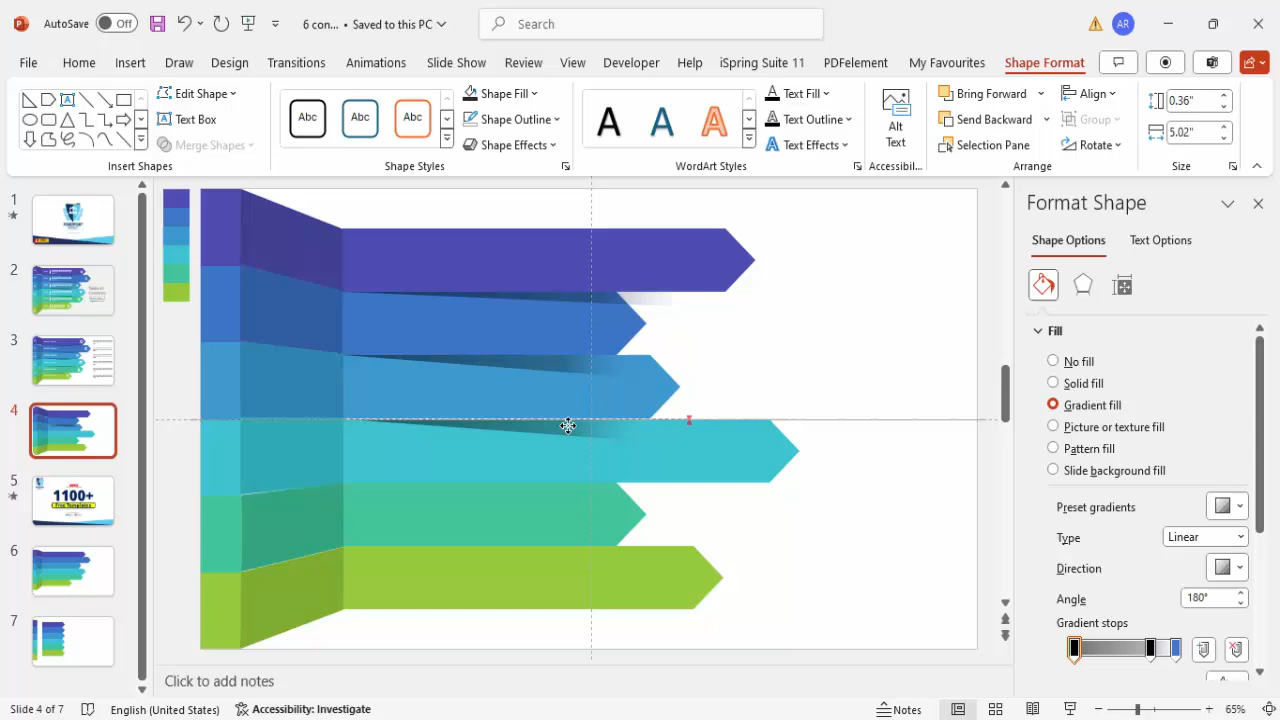 AutoSave Off 6 con... • Saved to this PC Search AR
File Home Insert Draw Design Transitions Animations Slide Show Review View Developer Help iSpring Suite 11 PDFelement My Favourites Shape Format
Edit Shape Text Box Merge Shapes Insert Shapes
Abc Abc Abc Shape Fill Shape Outline Shape Effects Shape Styles
A A A Text Fill Text Outline Text Effects WordArt Styles
Alt Text Accessibil...
Bring Forward Send Backward Selection Pane Align Group Rotate Arrange
0.36" 5.02" Size
1
2
3
4
5
1100+
6
7
Format Shape
Shape Options Text Options
Fill
No fill
Solid fill
Gradient fill
Picture or texture fill
Pattern fill
Slide background fill
Preset gradients
Type Linear
Direction
Angle 180°
Gradient stops
Click to add notes
Slide 4 of 7 English (United States) Accessibility: Investigate Notes 65%